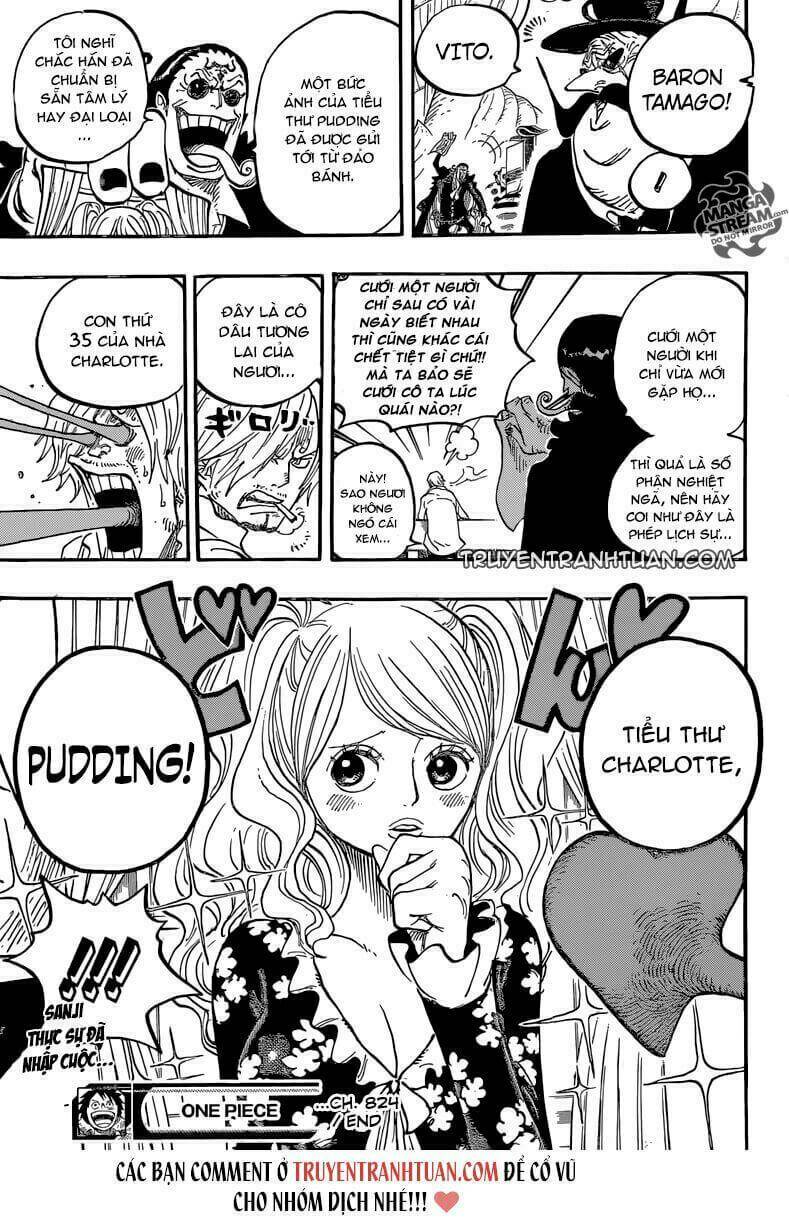 BARON
TAMAGO!
VITO.
MỘT BỨC
ẢNH CỦA TIỂU
THƯ PUDDING
ĐÃ ĐƯỢC GỬI
TỚI TỪ ĐẢO
BÁNH.
TÔI NGHĨ
CHẮC HẮN ĐÃ
CHUẨN BỊ
SẴN TÂM LÝ
HAY ĐẠI LOẠI
...
MANGA
STREAM.COM
DO NOT MIRROR
CƯỚI MỘT
NGƯỜI KHI
CHỈ VỪA MỚI
GẶP HỌ...
THÌ QUẢ LÀ SỐ
PHẬN NGHIỆT
NGÃ, NÊN HÃY
COI NHƯ ĐÂY LÀ
PHÉP LỊCH SỰ...
CƯỚI MỘT NGƯỜI
CHỈ SAU CÓ VÀI
NGÀY BIẾT NHAU
THÌ CŨNG KHÁC CÁI
CHẾT TIỆT GÌ CHỨ!!
MÀ TA BẢO SẼ
CƯỚI CÔ TA LÚC
QUÁI NÀO?!
NÀY!
SAO NGƯƠI
KHÔNG
NGÓ CÁI
XEM...
TRUYENTRANHTUAN.COM
ĐÂY LÀ CÔ
DÂU TƯƠNG
LAI CỦA
NGƯƠI...
ギロリ
CON THỨ
35 CỦA NHÀ
CHARLOTTE.
TIỂU THƯ
CHARLOTTE,
PUDDING!
!!!
SANJI
THỰC SỰ ĐÃ
NHẬP CUỘC...
ONE PIECE
...CH. 824
/ END
CÁC BẠN COMMENT Ở TRUYENTRANHTUAN.COM ĐỂ CỔ VŨ
CHO NHÓM DỊCH NHÉ!!! ❤